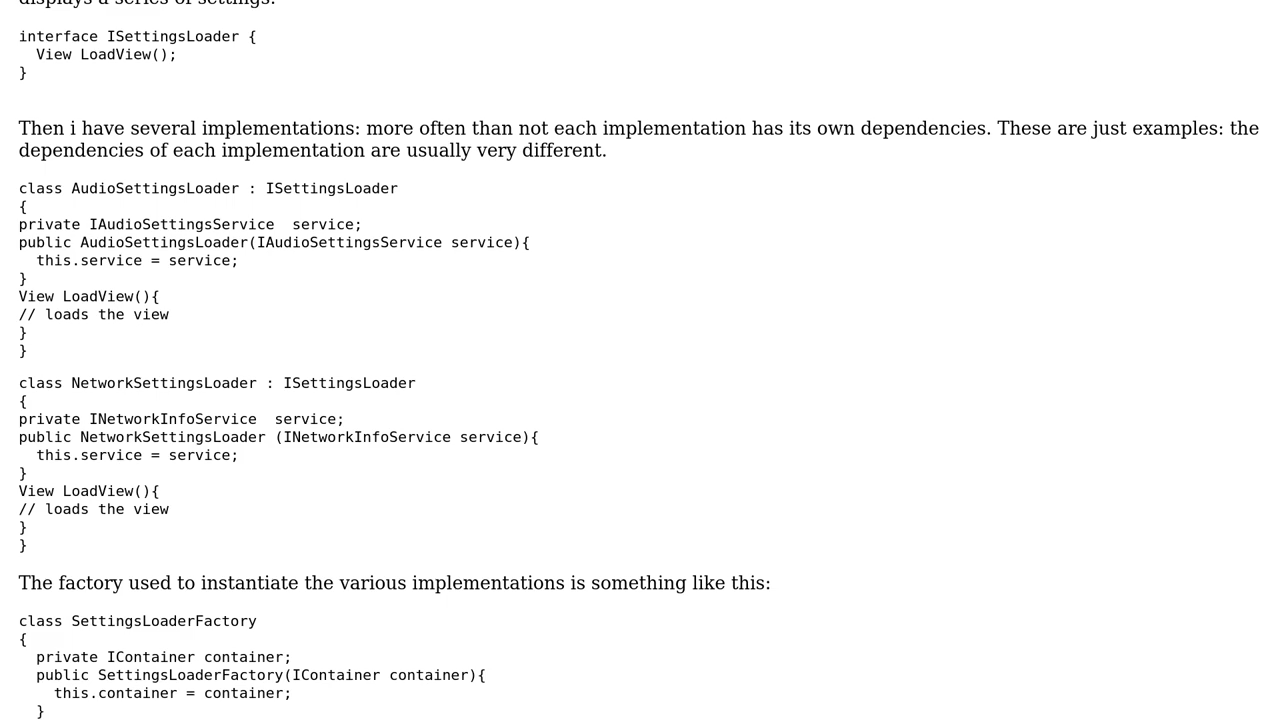 displays a series of settings.
interface ISettingsLoader {
  View LoadView();
}
Then i have several implementations: more often than not each implementation has its own dependencies. These are just examples: the
dependencies of each implementation are usually very different.
class AudioSettingsLoader : ISettingsLoader
{
private IAudioSettingsService  service;
public AudioSettingsLoader(IAudioSettingsService service){
  this.service = service;
}
View LoadView(){
// loads the view
}
}
class NetworkSettingsLoader : ISettingsLoader
{
private INetworkInfoService  service;
public NetworkSettingsLoader (INetworkInfoService service){
  this.service = service;
}
View LoadView(){
// loads the view
}
}
The factory used to instantiate the various implementations is something like this:
class SettingsLoaderFactory
{
  private IContainer container;
  public SettingsLoaderFactory(IContainer container){
    this.container = container;
  }